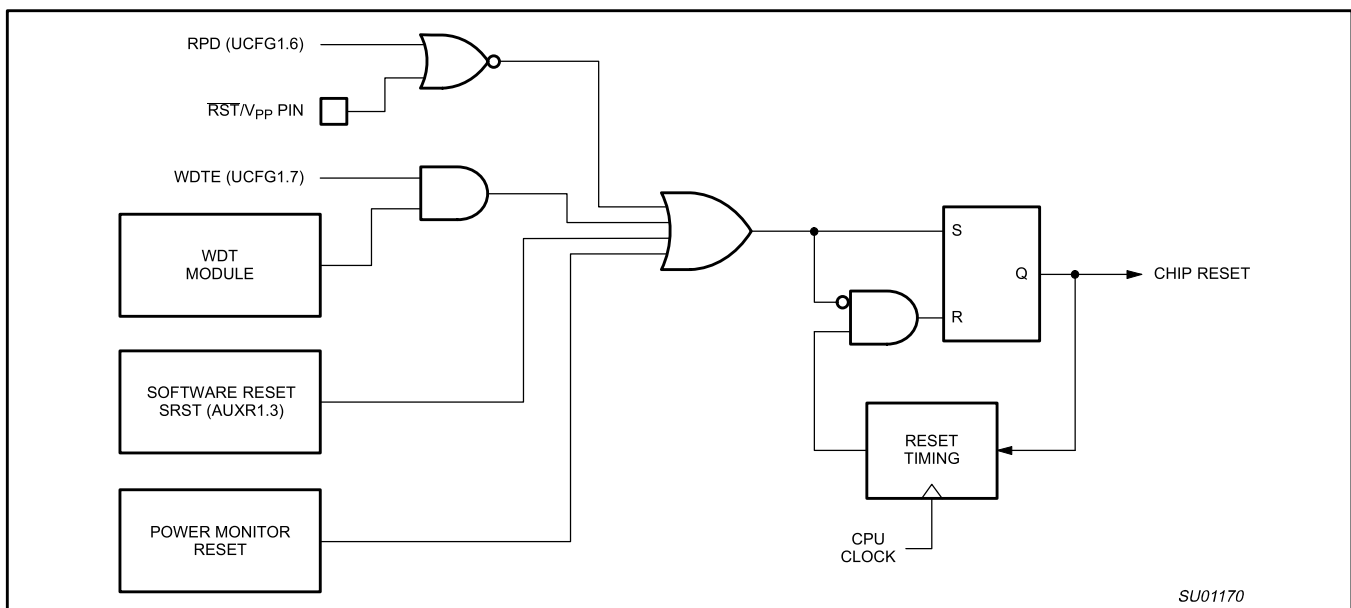 RPD (UCFG1.6)
RST/VPP PIN
WDTE (UCFG1.7)
WDT
MODULE
S
Q
CHIP RESET
R
SOFTWARE RESET
SRST (AUXR1.3)
RESET
TIMING
POWER MONITOR
RESET
CPU
CLOCK
SU01170